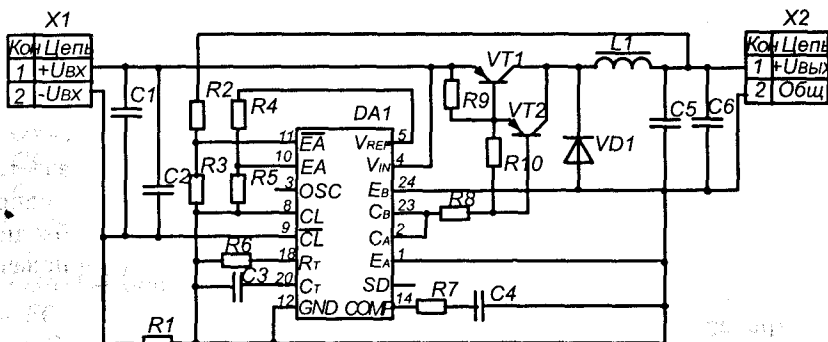 X1
Кон Цепь
1 +Uвх
2 -Uвх
C1
C2
R2
R4
R3
R5
R6
C3
R1
DA1
11 EA
10 EA
3 OSC
8 CL
9 CL
18 RT
20 CT
12 GND
VREF 5
VIN 4
EB 24
CB 23
CA 2
EA 1
SD
COMP 14
R7
C4
R8
R9
R10
VT1
VT2
L1
VD1
C5
C6
X2
Кон Цепь
1 +Uвых
2 Общ